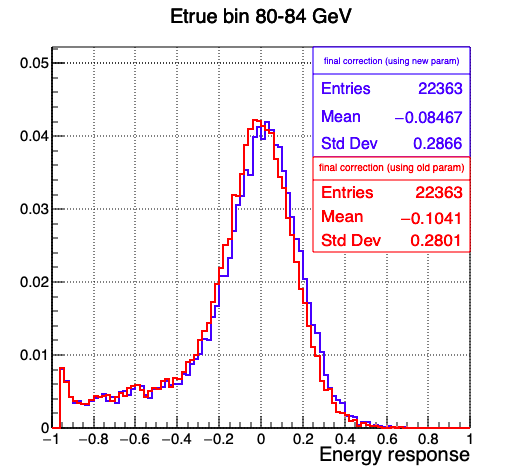 Etrue bin 80-84 GeV
final correction (using new param)
Entries 22363
Mean −0.08467
Std Dev 0.2866
final correction (using old param)
Entries 22363
Mean −0.1041
Std Dev 0.2801
0.05
0.04
0.03
0.02
0.01
0
−1 −0.8 −0.6 −0.4 −0.2 0 0.2 0.4 0.6 0.8 1
Energy response